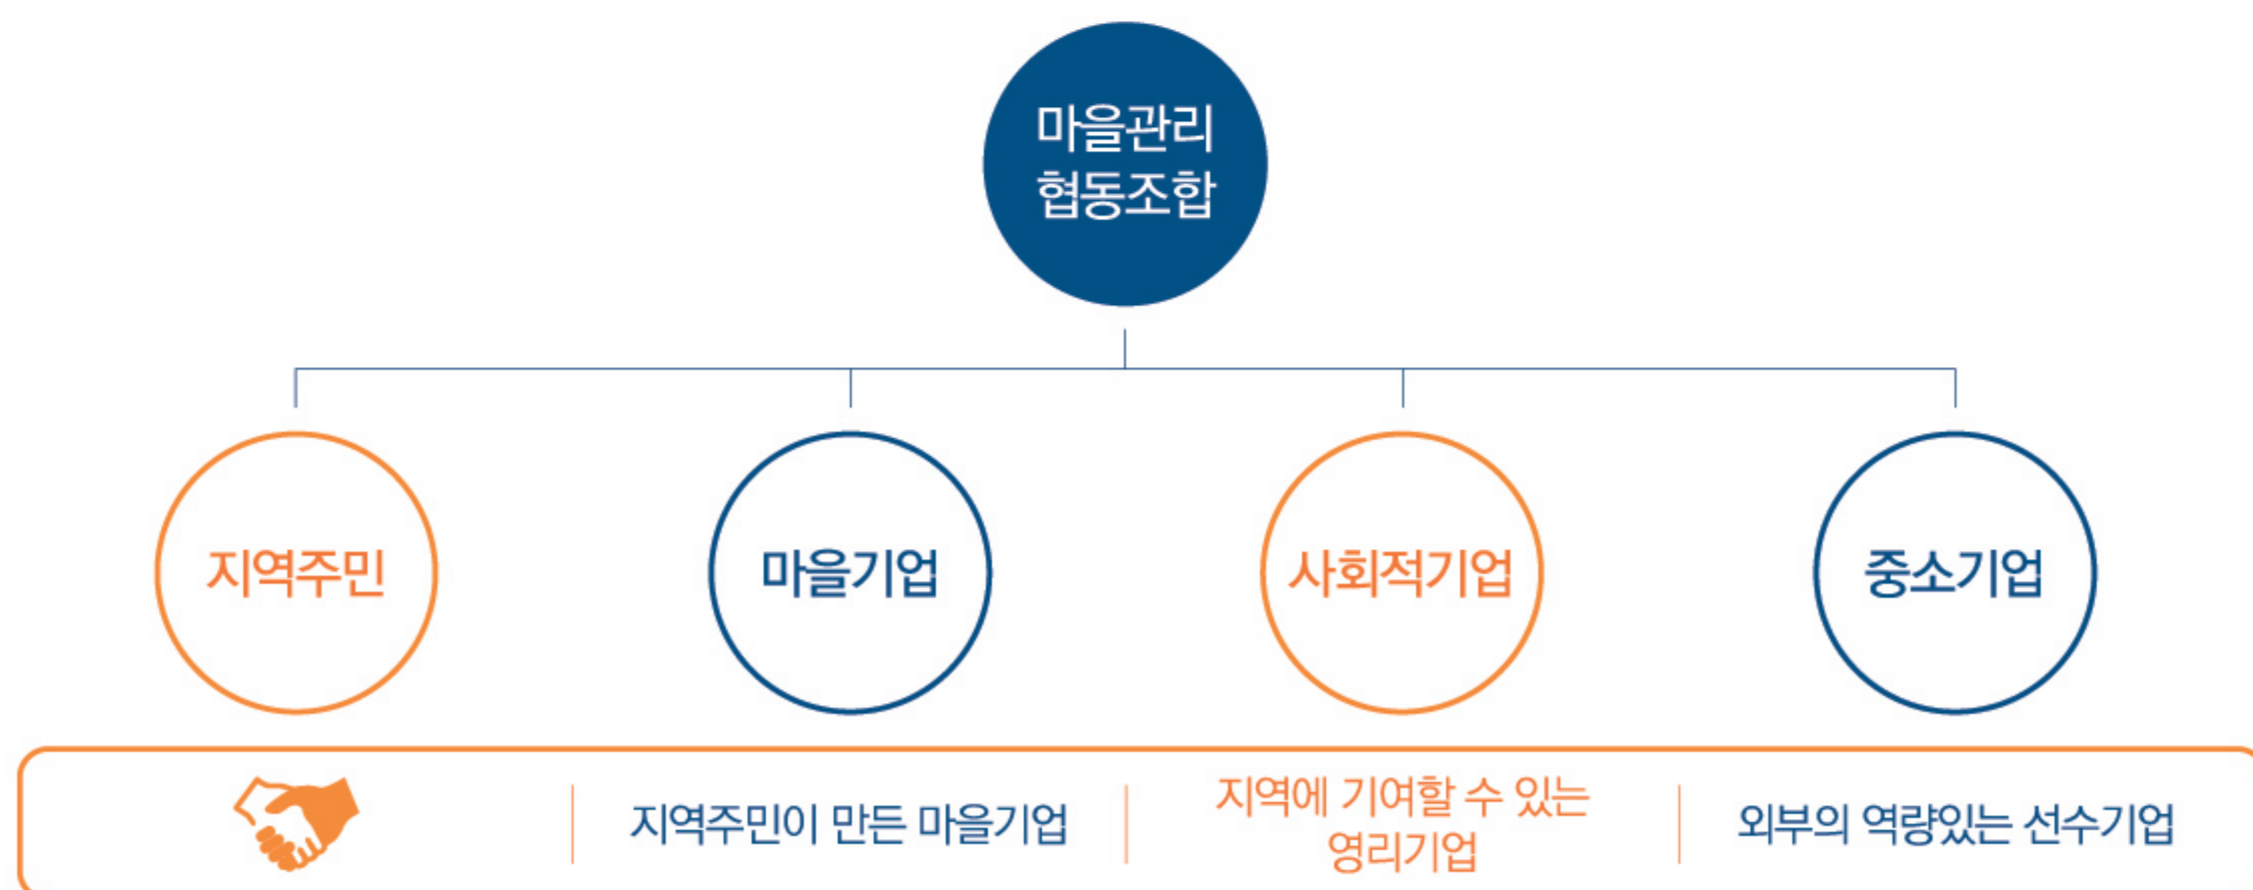 마을관리
협동조합
지역주민
마을기업
사회적기업
중소기업
지역주민이 만든 마을기업
지역에 기여할 수 있는
영리기업
외부의 역량있는 선수기업